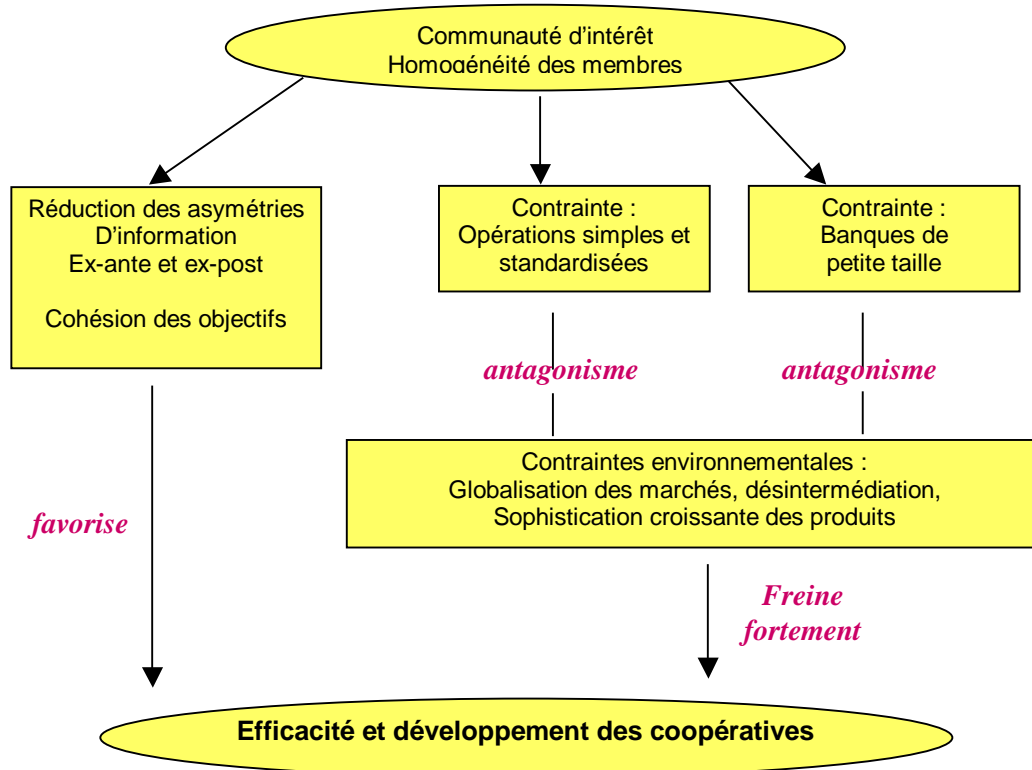 Communauté d'intérêt
Homogénéité des membres
Réduction des asymétries
D'information
Ex-ante et ex-post
Cohésion des objectifs
Contrainte :
Opérations simples et
standardisées
Contrainte :
Banques de
petite taille
antagonisme
antagonisme
Contraintes environnementales :
Globalisation des marchés, désintermédiation,
Sophistication croissante des produits
favorise
Freine
fortement
Efficacité et développement des coopératives